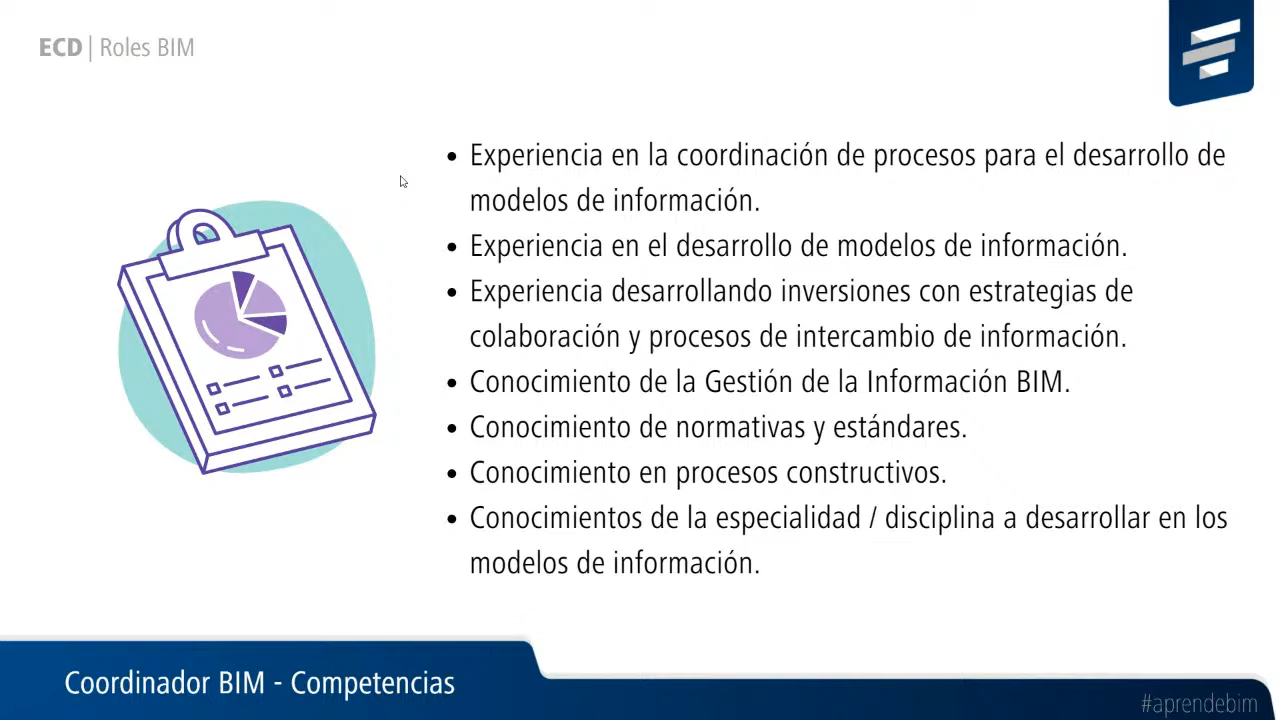 ECD | Roles BIM
• Experiencia en la coordinación de procesos para el desarrollo de
modelos de información.
• Experiencia en el desarrollo de modelos de información.
• Experiencia desarrollando inversiones con estrategias de
colaboración y procesos de intercambio de información.
• Conocimiento de la Gestión de la Información BIM.
• Conocimiento de normativas y estándares.
• Conocimiento en procesos constructivos.
• Conocimientos de la especialidad / disciplina a desarrollar en los
modelos de información.
Coordinador BIM - Competencias
#aprendebim